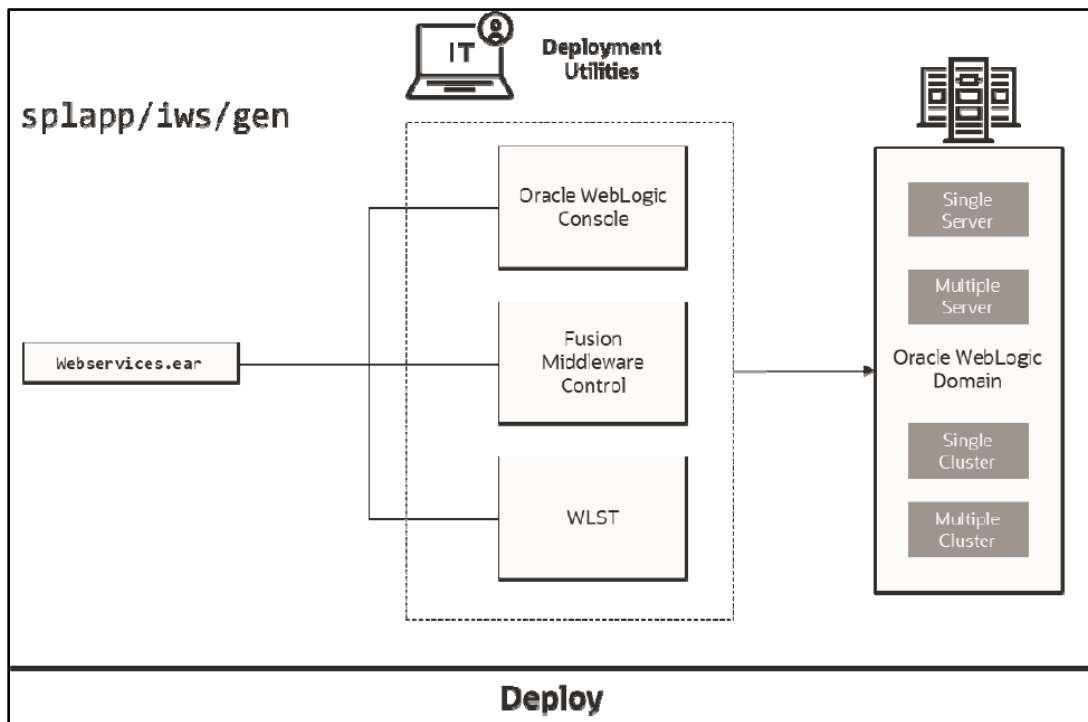 IT
Deployment
Utilities
splapp/iws/gen
Oracle WebLogic
Console
Single
Server
Multiple
Server
Webservices.ear
Fusion
Middleware
Control
Oracle WebLogic
Domain
Single
Cluster
WLST
Multiple
Cluster
Deploy